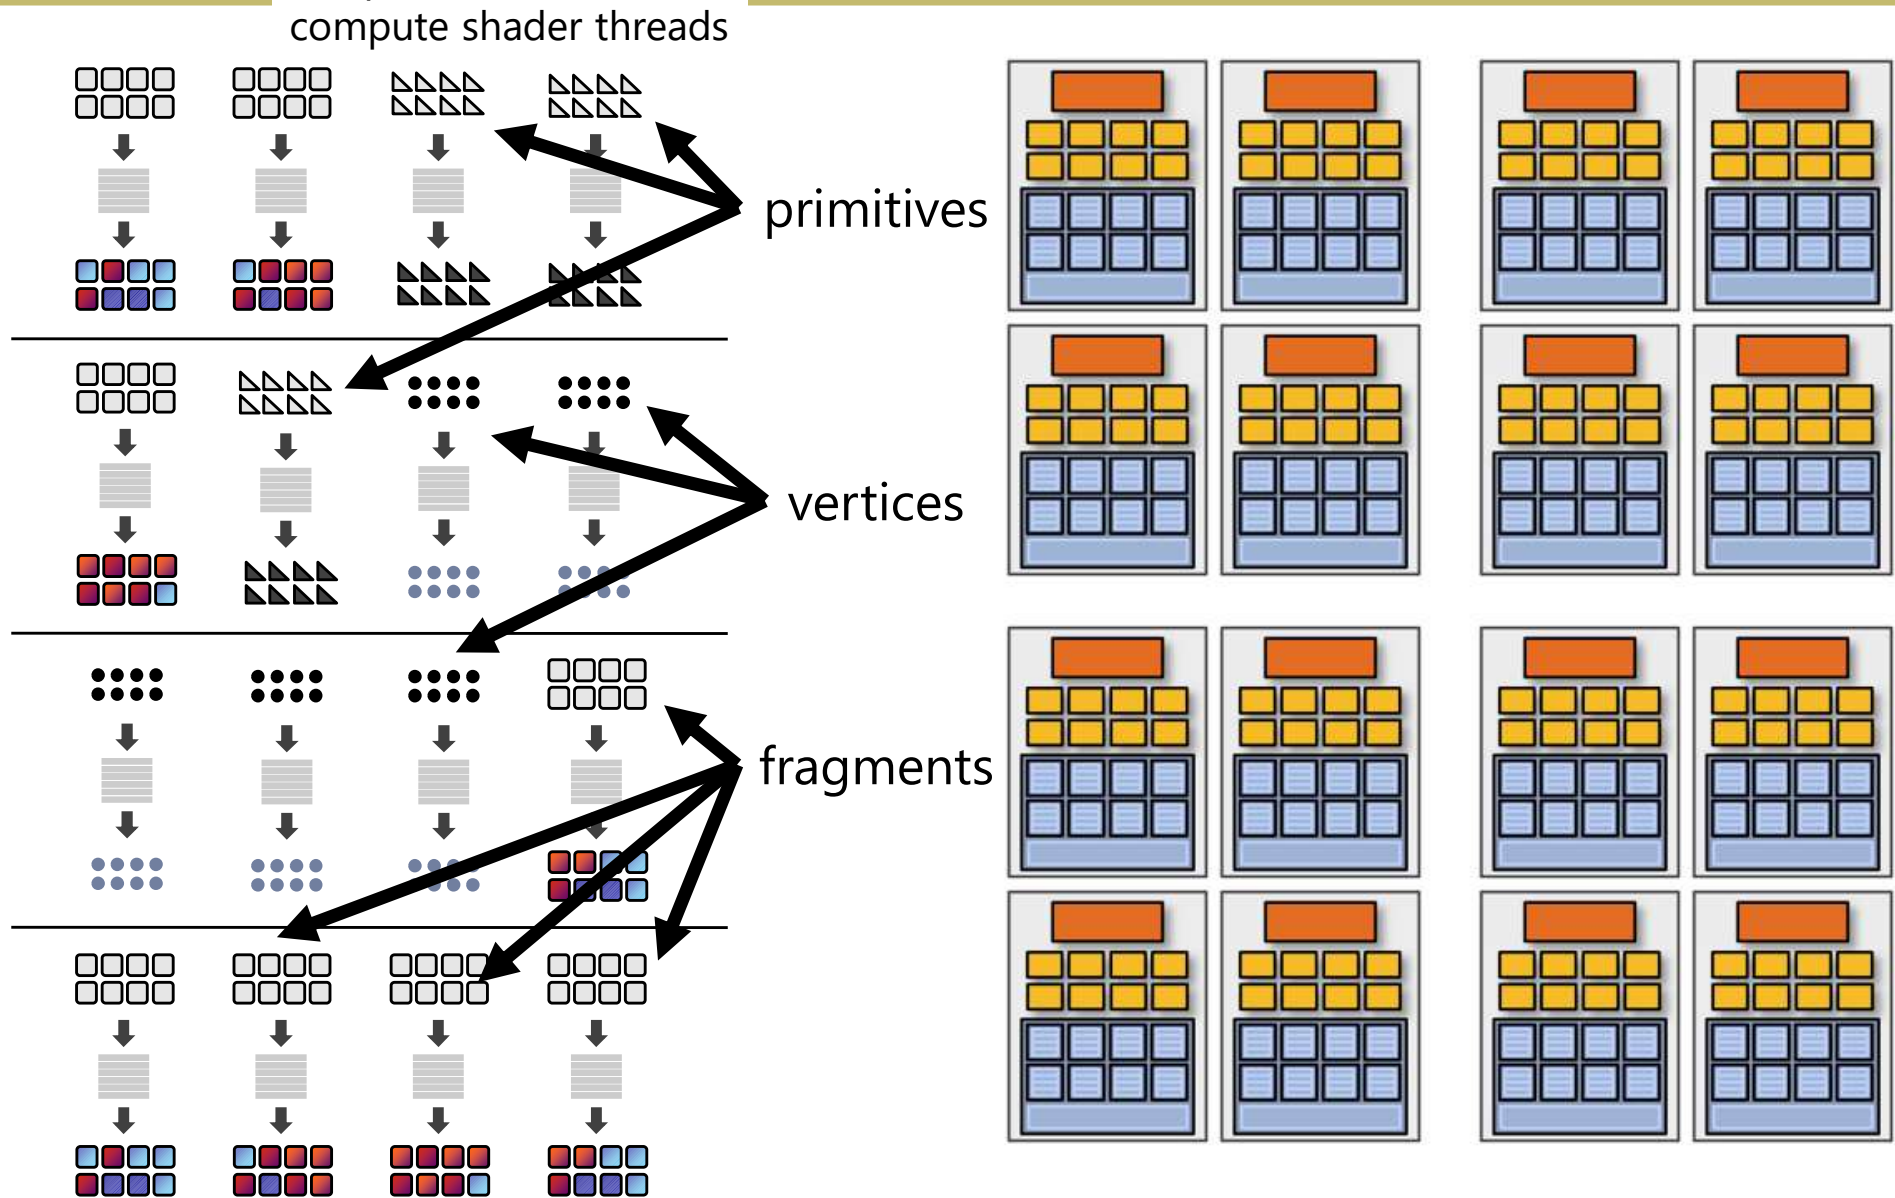 compute shader threads
primitives
vertices
fragments